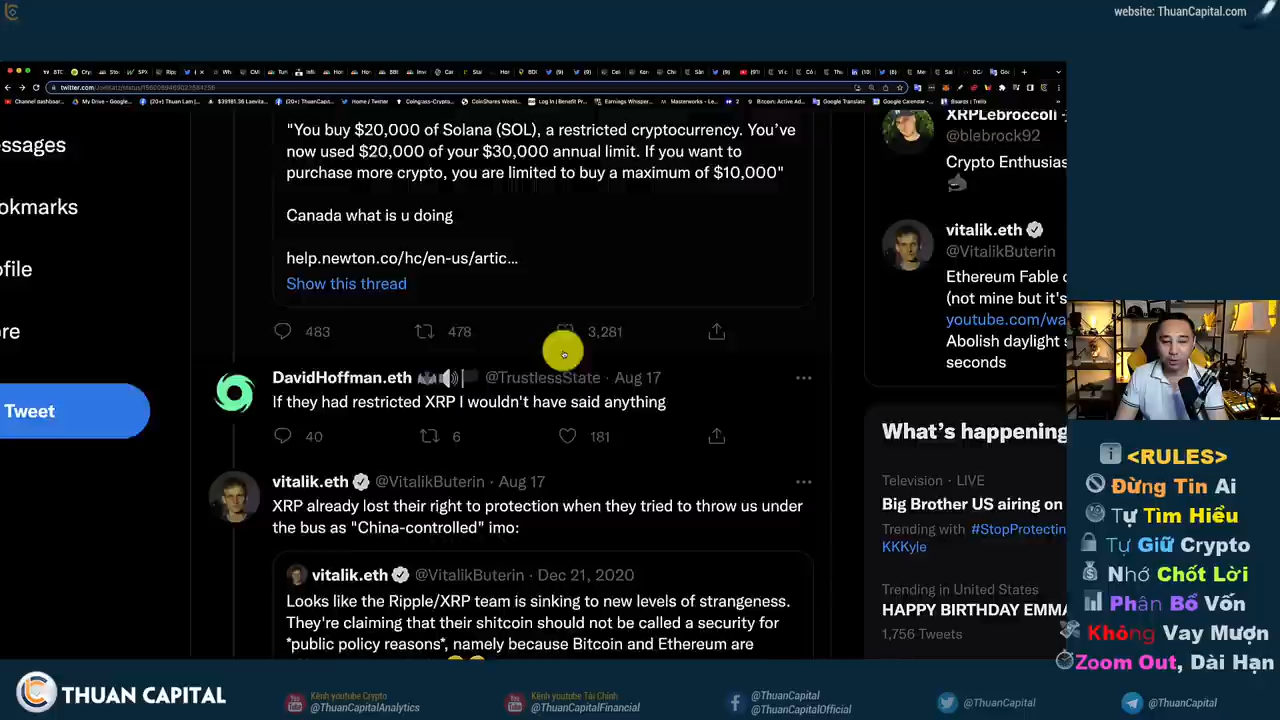 website: ThuanCapital.com
ssages
okmarks
ofile
ore
Tweet
"You buy $20,000 of Solana (SOL), a restricted cryptocurrency. You've
now used $20,000 of your $30,000 annual limit. If you want to
purchase more crypto, you are limited to buy a maximum of $10,000"
Canada what is u doing
help.newton.co/hc/en-us/artic...
Show this thread
483 478 3,281
DavidHoffman.eth @TrustlessState · Aug 17
If they had restricted XRP I wouldn't have said anything
40 6 181
vitalik.eth @VitalikButerin · Aug 17
XRP already lost their right to protection when they tried to throw us under
the bus as "China-controlled" imo:
vitalik.eth @VitalikButerin · Dec 21, 2020
Looks like the Ripple/XRP team is sinking to new levels of strangeness.
They're claiming that their shitcoin should not be called a security for
*public policy reasons*, namely because Bitcoin and Ethereum are
XRPLebroccoli
@blebrock92
Crypto Enthusias
vitalik.eth
@VitalikButerin
Ethereum Fable
(not mine but it's
youtube.com/wa
Abolish daylight
seconds
What's happening
Television · LIVE
Big Brother US airing on
Trending with #StopProtectin
KKKyle
Trending in United States
HAPPY BIRTHDAY EMMA
1,756 Tweets
<RULES>
Đừng Tin Ai
Tự Tìm Hiểu
Tự Giữ Crypto
Nhớ Chốt Lời
Phân Bổ Vốn
Không Vay Mượn
Zoom Out, Dài Hạn
THUAN CAPITAL
Kênh youtube Crypto
@ThuanCapitalAnalytics
Kênh youtube Tài Chính
@ThuanCapitalFinancial
@ThuanCapital
@ThuanCapitalOfficial
@ThuanCapital
@ThuanCapital